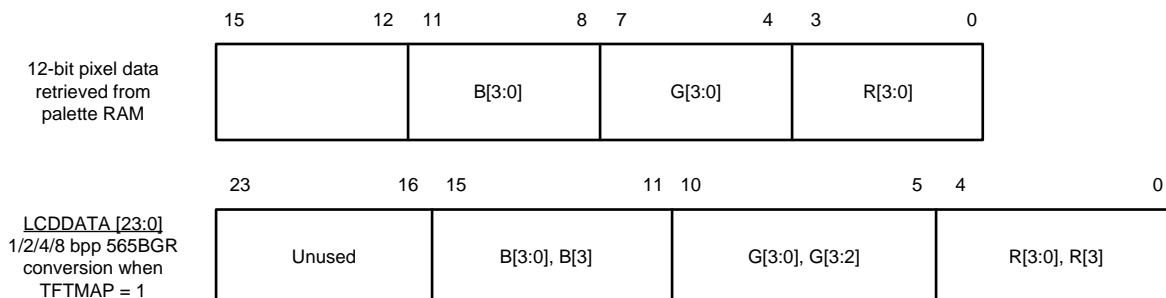 15 12 11 8 7 4 3 0
12-bit pixel data
retrieved from
palette RAM
B[3:0] G[3:0] R[3:0]
23 16 15 11 10 5 4 0
LCDDATA [23:0]
1/2/4/8 bpp 565BGR
conversion when
TFTMAP = 1
Unused B[3:0], B[3] G[3:0], G[3:2] R[3:0], R[3]